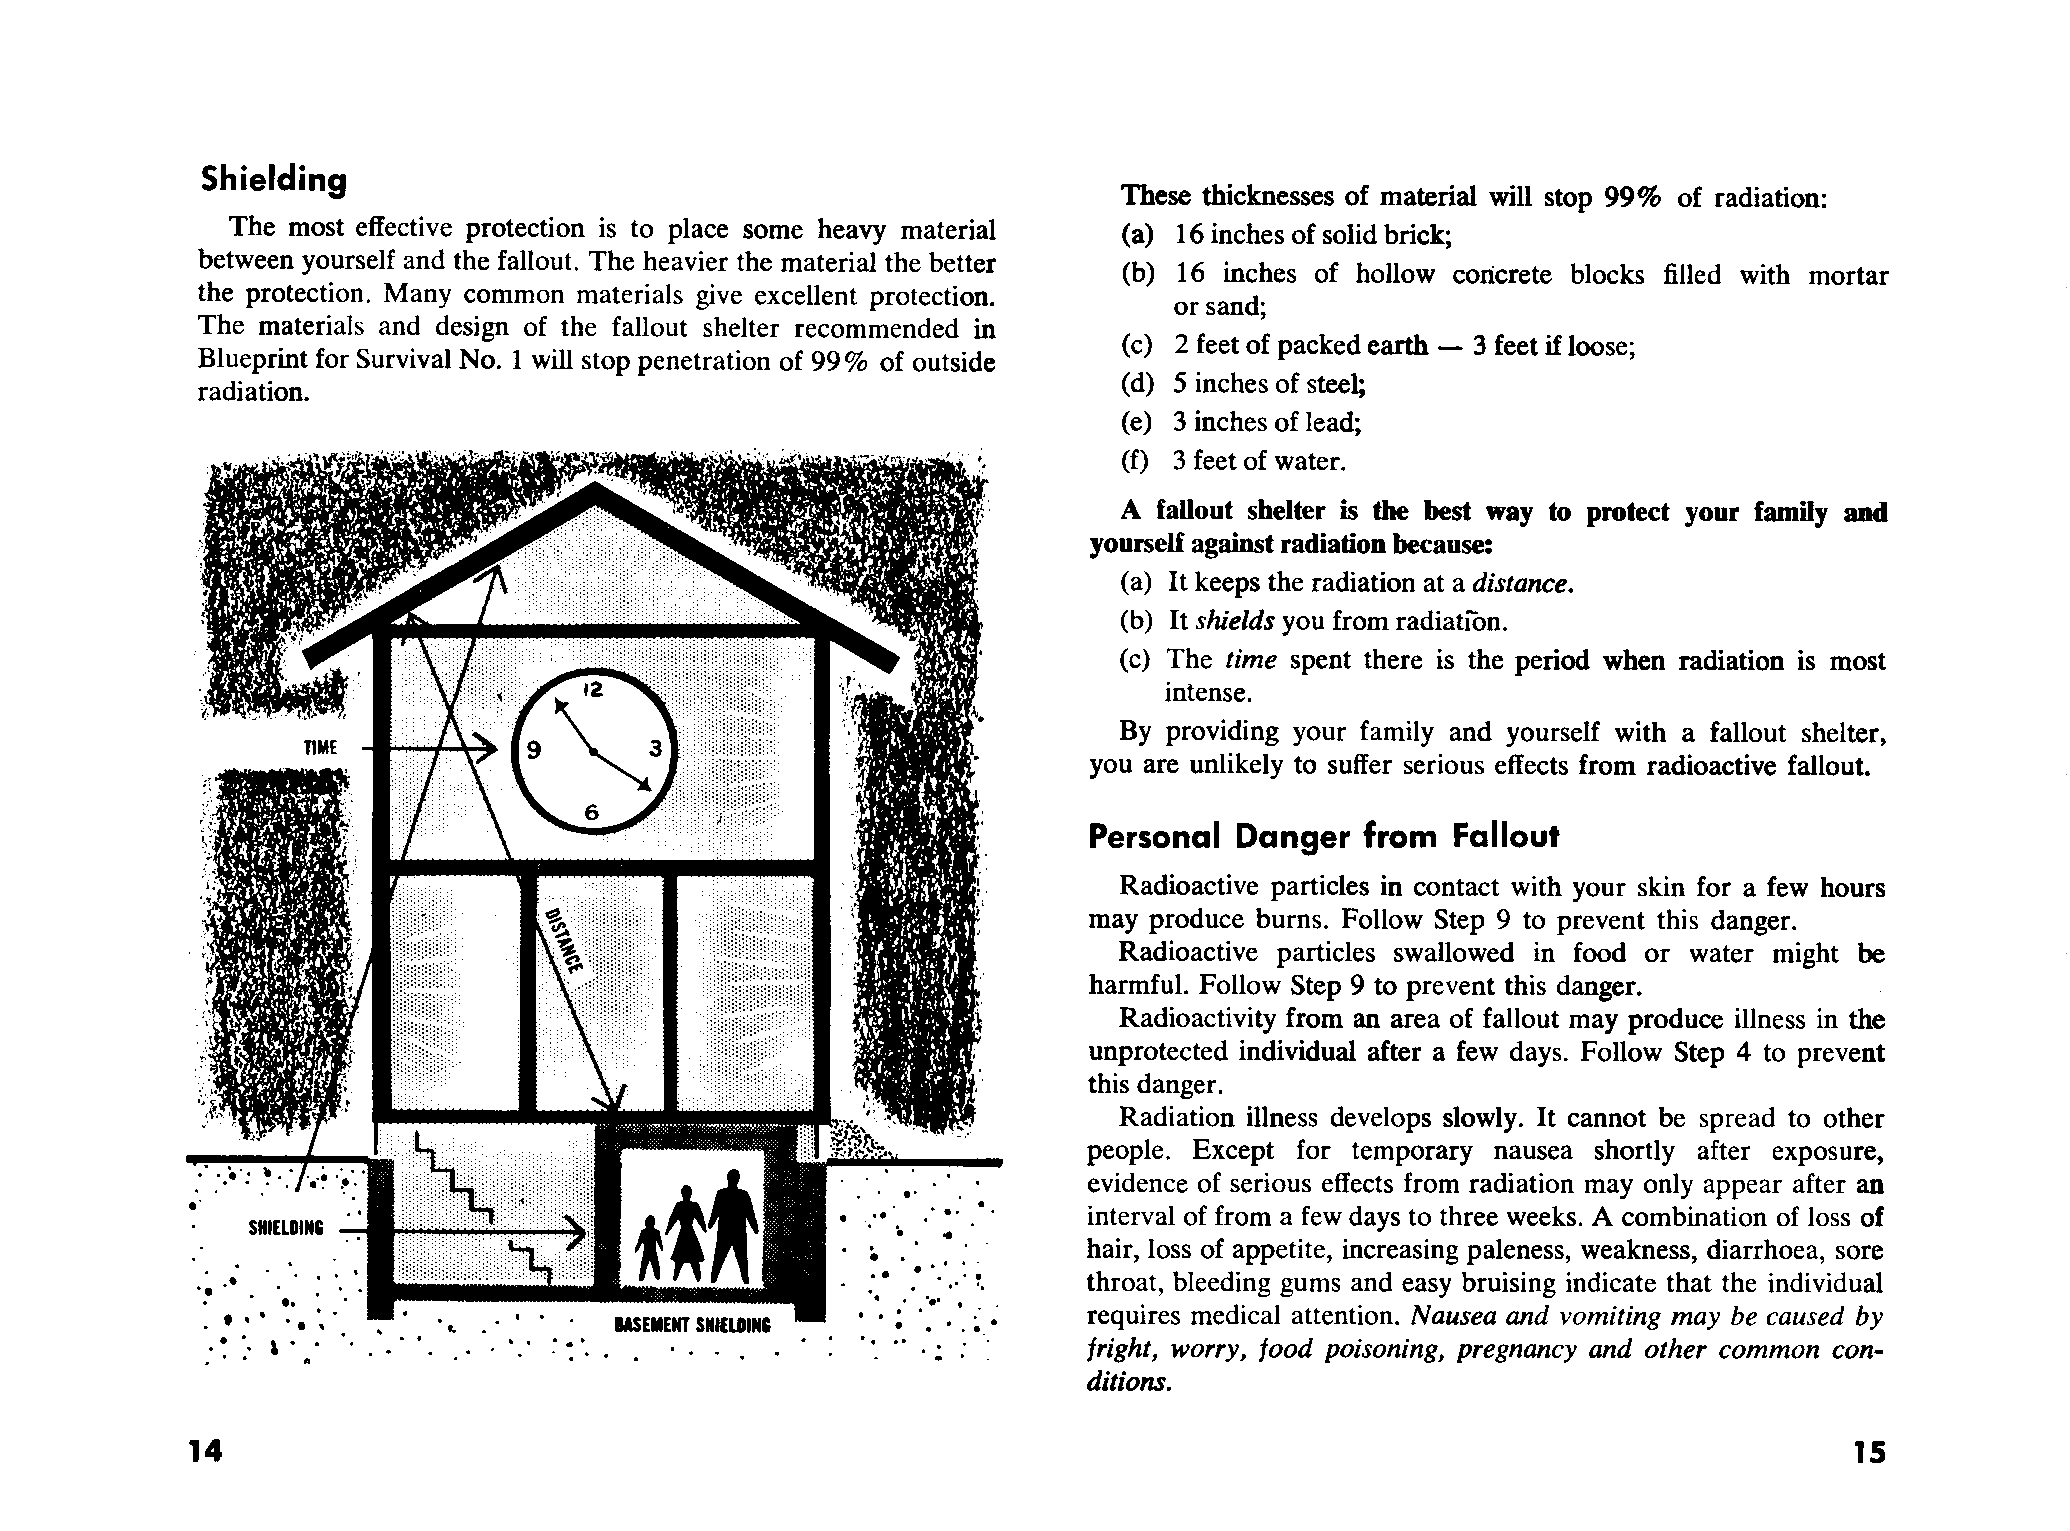 Shielding
The most effective protection is to place some heavy material
between yourself and the fallout. The heavier the material the better
the protection. Many common materials give excellent protection.
The materials and design of the fallout shelter recommended in
Blueprint for Survival No. 1 will stop penetration of 99% of outside
radiation.
12
9
3
6
TIME
DISTANCE
SHIELDING
BASEMENT SHIELDING
14
These thicknesses of material will stop 99% of radiation:
(a) 16 inches of solid brick;
(b) 16 inches of hollow concrete blocks filled with mortar
or sand;
(c) 2 feet of packed earth — 3 feet if loose;
(d) 5 inches of steel;
(e) 3 inches of lead;
(f) 3 feet of water.
A fallout shelter is the best way to protect your family and
yourself against radiation because:
(a) It keeps the radiation at a distance.
(b) It shields you from radiation.
(c) The time spent there is the period when radiation is most
intense.
By providing your family and yourself with a fallout shelter,
you are unlikely to suffer serious effects from radioactive fallout.
Personal Danger from Fallout
Radioactive particles in contact with your skin for a few hours
may produce burns. Follow Step 9 to prevent this danger.
Radioactive particles swallowed in food or water might be
harmful. Follow Step 9 to prevent this danger.
Radioactivity from an area of fallout may produce illness in the
unprotected individual after a few days. Follow Step 4 to prevent
this danger.
Radiation illness develops slowly. It cannot be spread to other
people. Except for temporary nausea shortly after exposure,
evidence of serious effects from radiation may only appear after an
interval of from a few days to three weeks. A combination of loss of
hair, loss of appetite, increasing paleness, weakness, diarrhoea, sore
throat, bleeding gums and easy bruising indicate that the individual
requires medical attention. Nausea and vomiting may be caused by
fright, worry, food poisoning, pregnancy and other common con-
ditions.
15